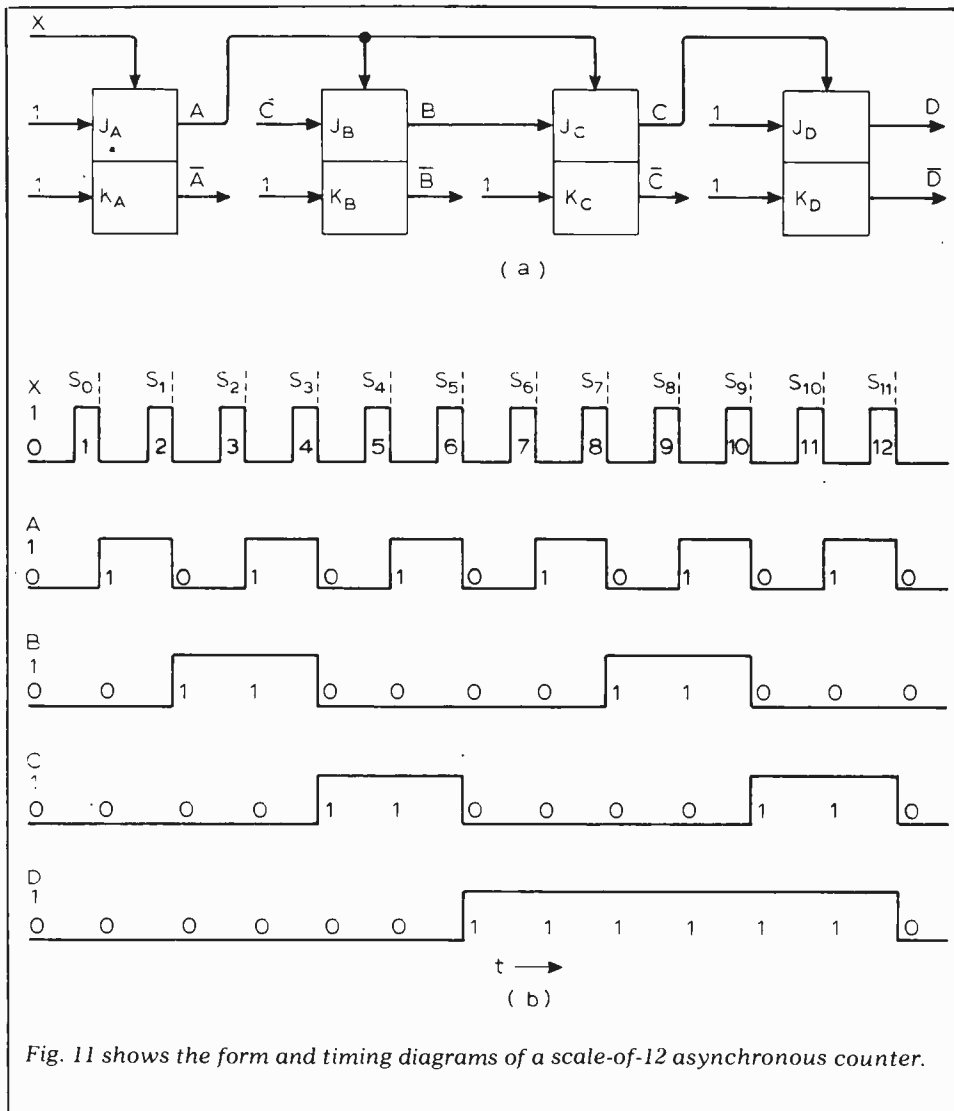 X
A
C̄
B
C
1
1
D
J_A
J_B
J_C
J_D
1
Ā
1
B̄
1
C̄
1
D̄
k_A
K_B
K_C
K_D
( a )
X S₀ S₁ S₂ S₃ S₄ S₅ S₆ S₇ S₈ S₉ S₁₀ S₁₁
1
0 1 2 3 4 5 6 7 8 9 10 11 12
A
1
0 1 0 1 0 1 0 1 0 1 0 1 0
B
1
0 0 1 1 0 0 0 0 1 1 0 0 0
C
1
0 0 0 0 1 1 0 0 0 0 1 1 0
D
1
0 0 0 0 0 0 1 1 1 1 1 1 0
t
( b )
Fig. 11 shows the form and timing diagrams of a scale-of-12 asynchronous counter.